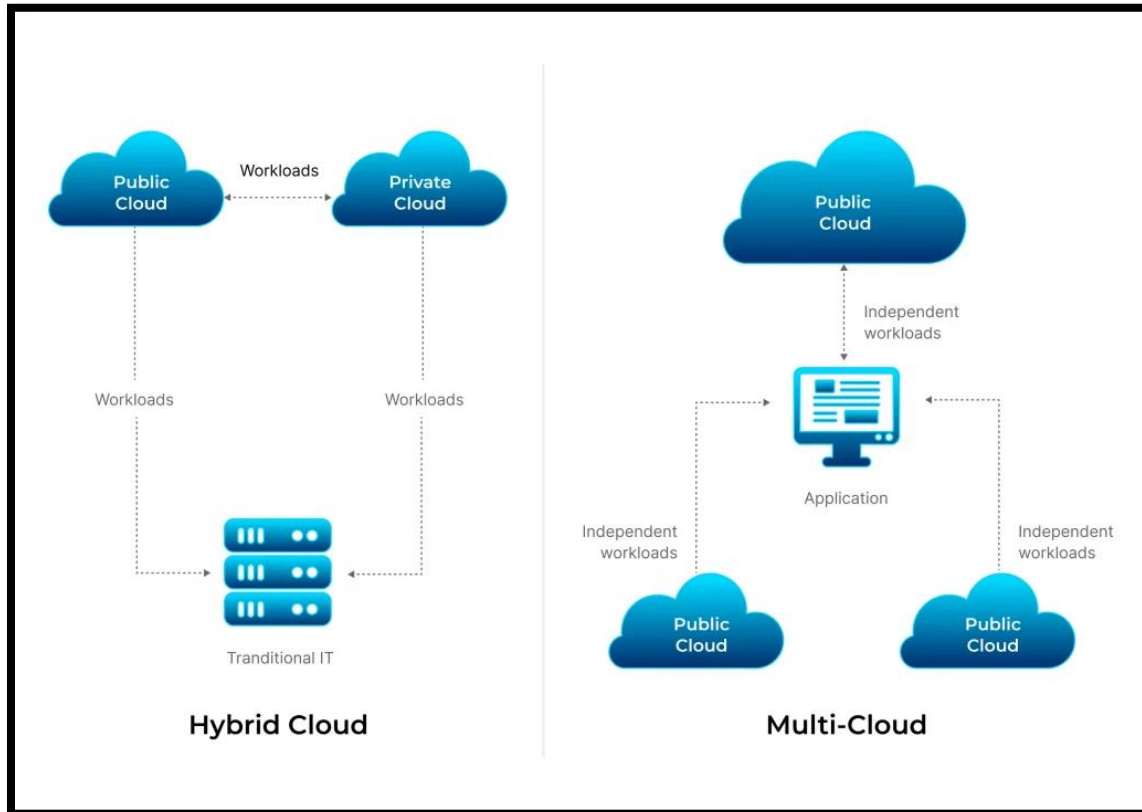 Public
Cloud
Workloads
Private
Cloud
Workloads
Workloads
Tranditional IT
Hybrid Cloud
Public
Cloud
Independent
workloads
Application
Independent
workloads
Independent
workloads
Public
Cloud
Public
Cloud
Multi-Cloud